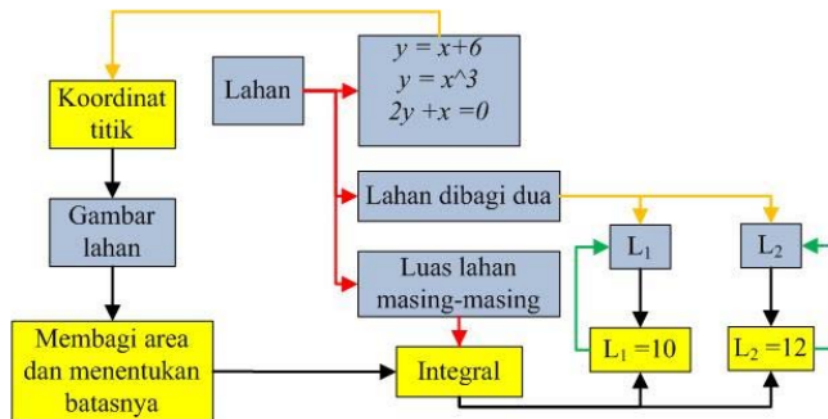 y = x+6
y = x^3
2y +x =0
Lahan
Koordinat
titik
Gambar
lahan
Lahan dibagi dua
L₁
L₂
Luas lahan
masing-masing
Membagi area
dan menentukan
batasnya
Integral
L₁ =10
L₂ =12